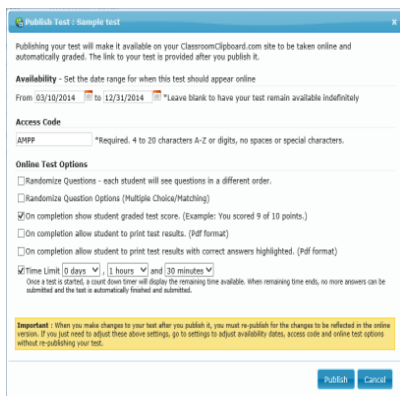 Publish Test : Sample test x
Publishing your test will make it available on your ClassroomClipboard.com site to be taken online and
automatically graded. The link to your test is provided after you publish it.
Availability - Set the date range for when this test should appear online
From 03/10/2014 to 12/31/2014 *Leave blank to have your test remain available indefinitely
Access Code
AMPP *Required. 4 to 20 characters A-Z or digits, no spaces or special characters.
Online Test Options
Randomize Questions - each student will see questions in a different order.
Randomize Question Options (Multiple Choice/Matching)
On completion show student graded test score. (Example: You scored 9 of 10 points.)
On completion allow student to print test results. (Pdf format)
On completion allow student to print test results with correct answers highlighted. (Pdf format)
Time Limit 0 days , 1 hours and 30 minutes
Once a test is started, a count down timer will display the remaining time available. When remaining time ends, no more answers can be
submitted and the test is automatically finished and submitted.
Important : When you make changes to your test after you publish it, you must re-publish for the changes to be reflected in the online
version. If you just need to adjust these above settings, go to settings to adjust availability dates, access code and online test options
without re-publishing your test.
Publish Cancel